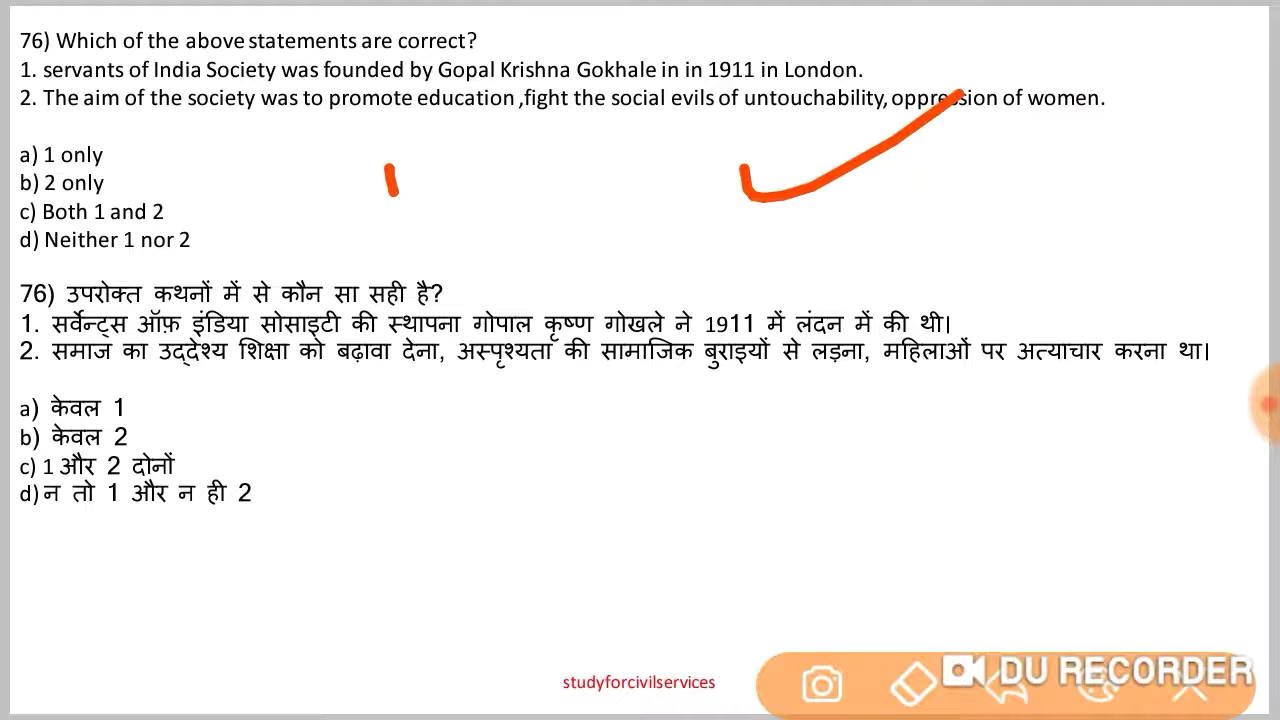 76) Which of the above statements are correct?
1. servants of India Society was founded by Gopal Krishna Gokhale in in 1911 in London.
2. The aim of the society was to promote education ,fight the social evils of untouchability, oppression of women.
a) 1 only
b) 2 only
c) Both 1 and 2
d) Neither 1 nor 2
76) उपरोक्त कथनों में से कौन सा सही है?
1. सर्वेन्ट्स ऑफ़ इंडिया सोसाइटी की स्थापना गोपाल कृष्ण गोखले ने 1911 में लंदन में की थी।
2. समाज का उद्देश्य शिक्षा को बढ़ावा देना, अस्पृश्यता की सामाजिक बुराइयों से लड़ना, महिलाओं पर अत्याचार करना था।
a) केवल 1
b) केवल 2
c) 1 और 2 दोनों
d) न तो 1 और न ही 2
studyforcivilservices
DU RECORDER